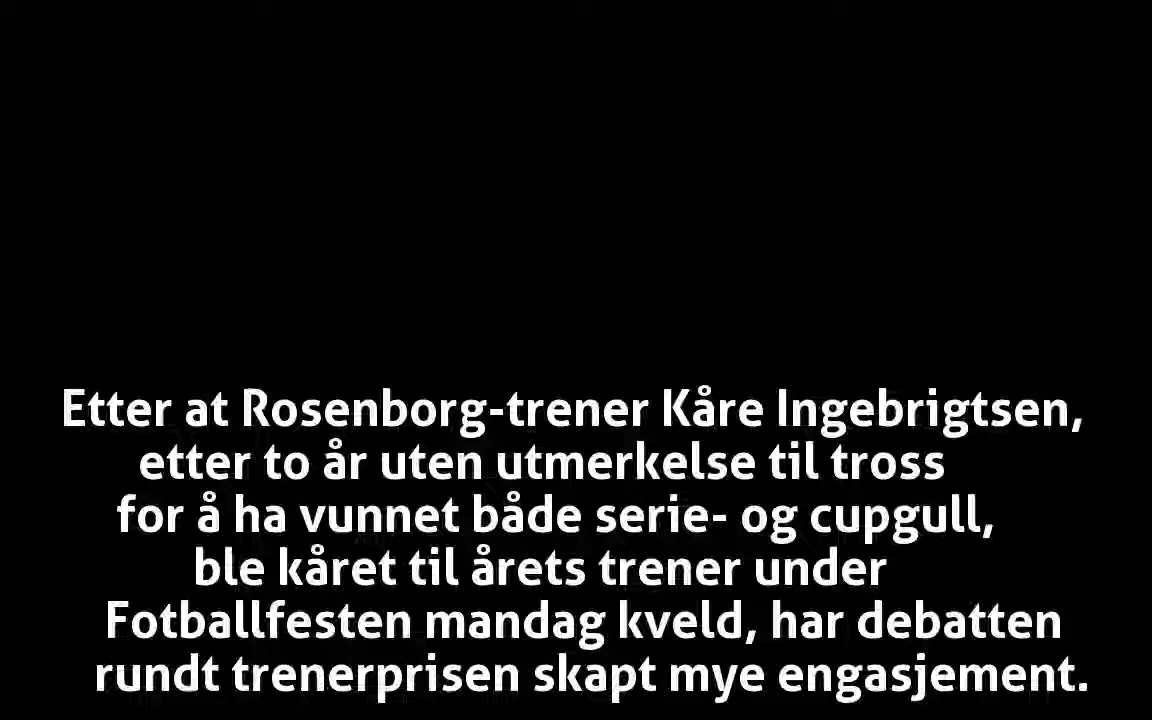 Etter at Rosenborg-trener Kåre Ingebrigtsen,
etter to år uten utmerkelse til tross
for å ha vunnet både serie- og cupgull,
ble kåret til årets trener under
Fotballfesten mandag kveld, har debatten
rundt trenerprisen skapt mye engasjement.